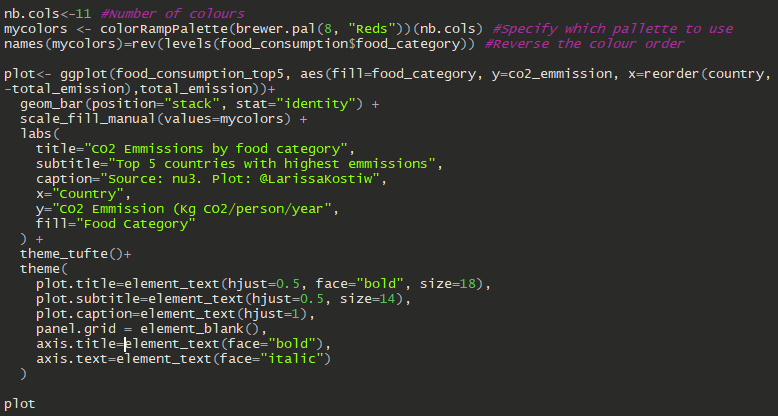 nb.cols<-11 #Number of colours
mycolors <- colorRampPalette(brewer.pal(8, "Reds"))(nb.cols) #Specify which pallette to use
names(mycolors)=rev(levels(food_consumption$food_category)) #Reverse the colour order

plot<- ggplot(food_consumption_top5, aes(fill=food_category, y=co2_emmission, x=reorder(country,
-total_emission),total_emission))+
  geom_bar(position="stack", stat="identity") +
  scale_fill_manual(values=mycolors) +
  labs(
    title="CO2 Emmissions by food category",
    subtitle="Top 5 countries with highest emmissions",
    caption="Source: nu3. Plot: @LarissaKostiw",
    x="Country",
    y="CO2 Emmission (Kg CO2/person/year",
    fill="Food Category"
  ) +
  theme_tufte()+
  theme(
    plot.title=element_text(hjust=0.5, face="bold", size=18),
    plot.subtitle=element_text(hjust=0.5, size=14),
    plot.caption=element_text(hjust=1),
    panel.grid = element_blank(),
    axis.title=element_text(face="bold"),
    axis.text=element_text(face="italic")
  )

plot